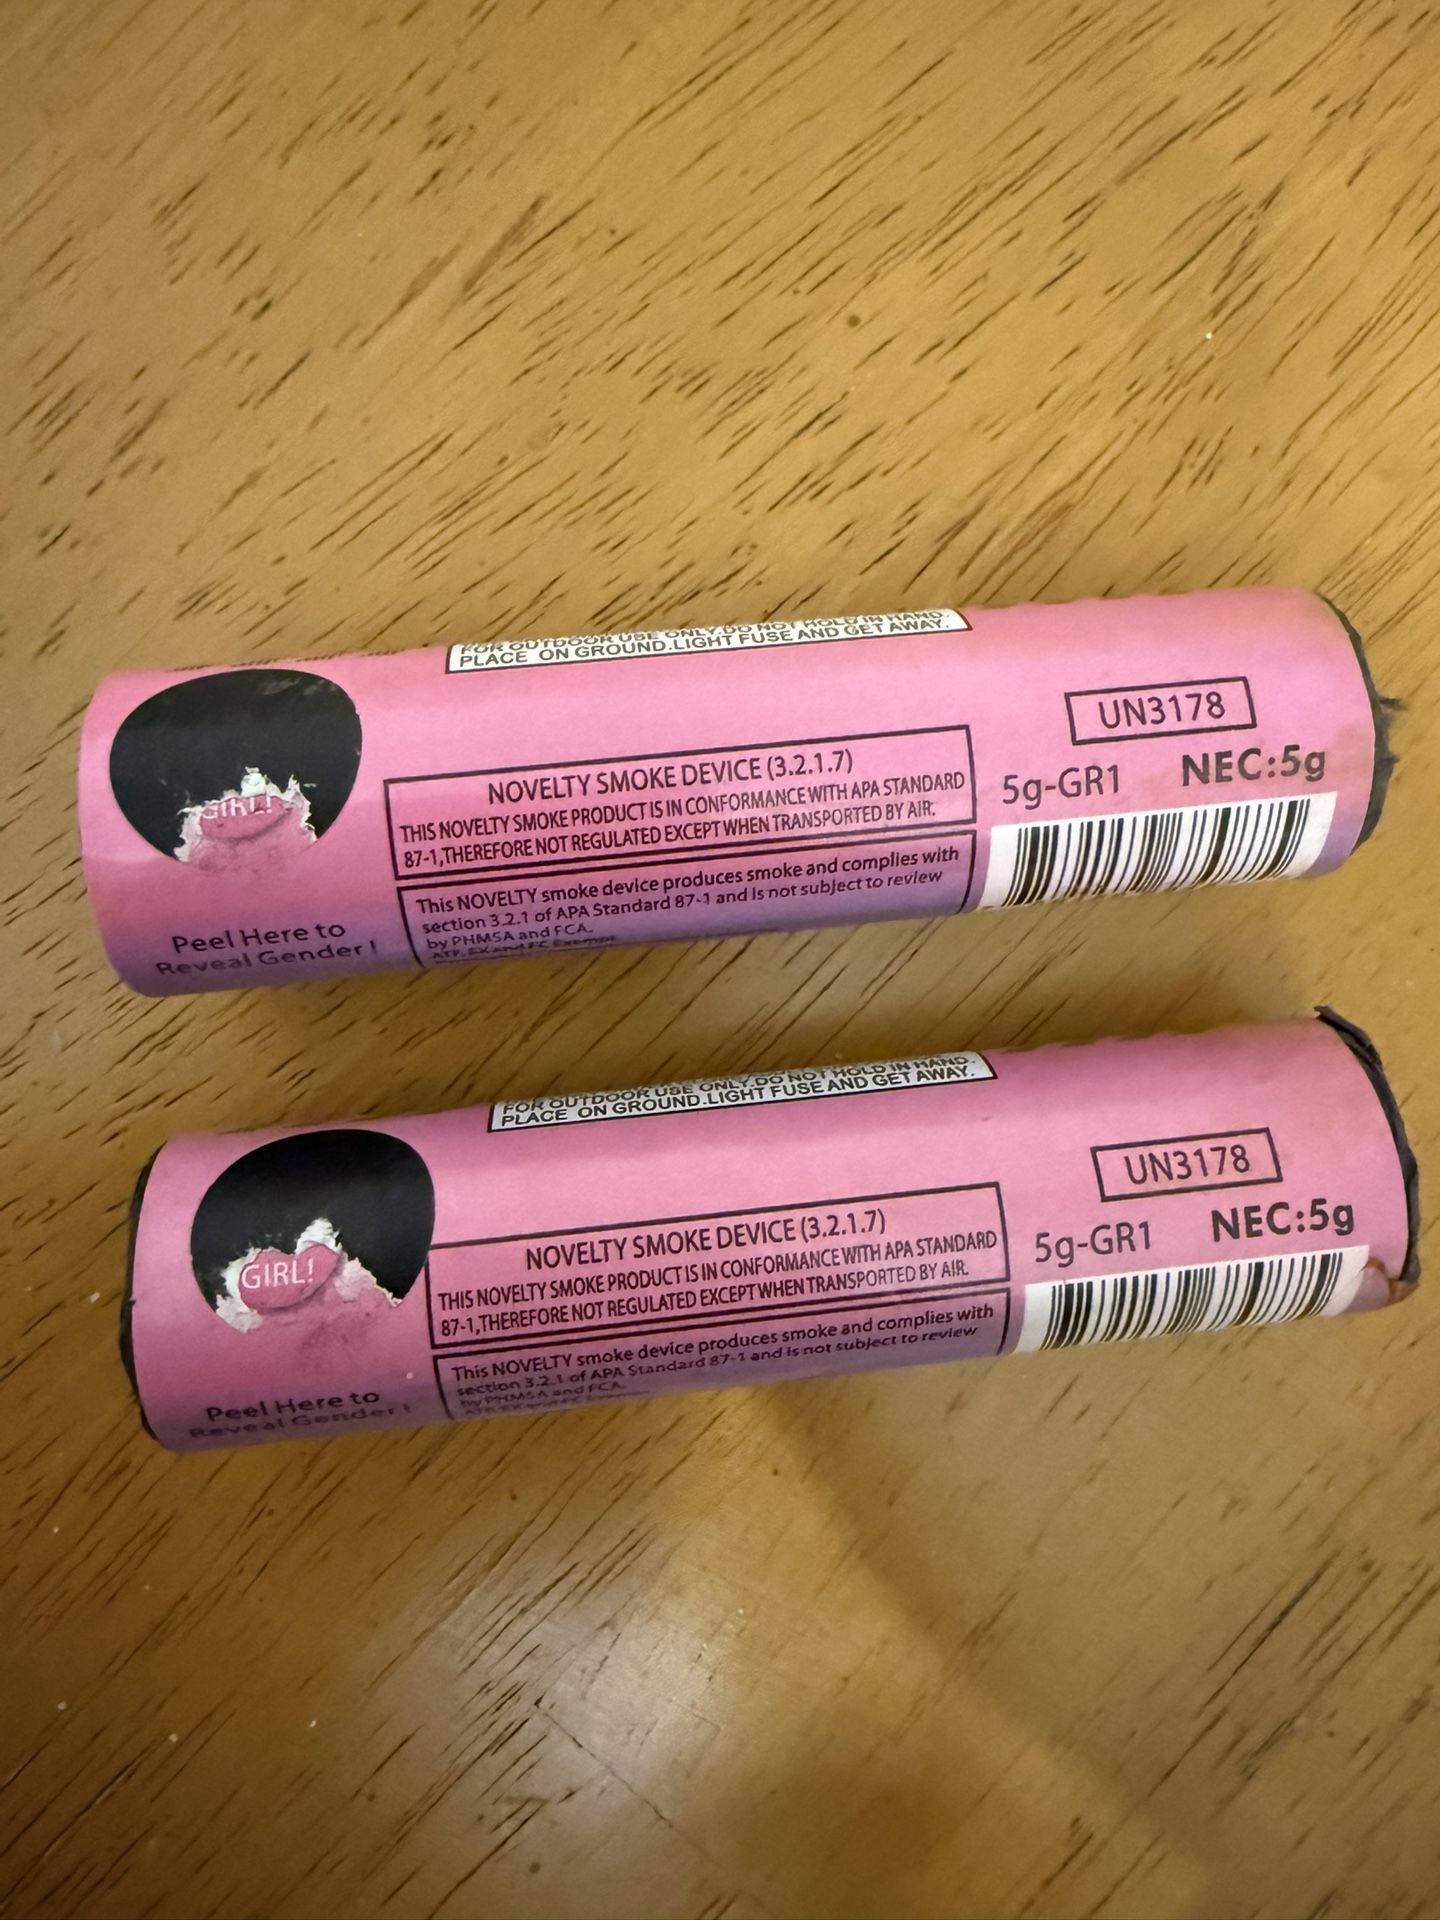 FOR OUTDOOR USE ONLY.DO NOT HOLD IN HAND.
PLACE ON GROUND.LIGHT FUSE AND GET AWAY.
GIRL!
Peel Here to
Reveal Gender !
NOVELTY SMOKE DEVICE (3.2.1.7)
THIS NOVELTY SMOKE PRODUCT IS IN CONFORMANCE WITH APA STANDARD
87-1,THEREFORE NOT REGULATED EXCEPT WHEN TRANSPORTED BY AIR.
This NOVELTY smoke device produces smoke and complies with
section 3.2.1 of APA Standard 87-1 and is not subject to review
by PHMSA and FCA.
ATF, EX and FC Exempt
UN3178
5g-GR1 NEC:5g
FOR OUTDOOR USE ONLY.DO NOT HOLD IN HAND.
PLACE ON GROUND.LIGHT FUSE AND GET AWAY.
GIRL!
Peel Here to
Reveal Gender !
NOVELTY SMOKE DEVICE (3.2.1.7)
THIS NOVELTY SMOKE PRODUCT IS IN CONFORMANCE WITH APA STANDARD
87-1,THEREFORE NOT REGULATED EXCEPT WHEN TRANSPORTED BY AIR.
This NOVELTY smoke device produces smoke and complies with
section 3.2.1 of APA Standard 87-1 and is not subject to review
by PHMSA and FCA.
UN3178
5g-GR1 NEC:5g